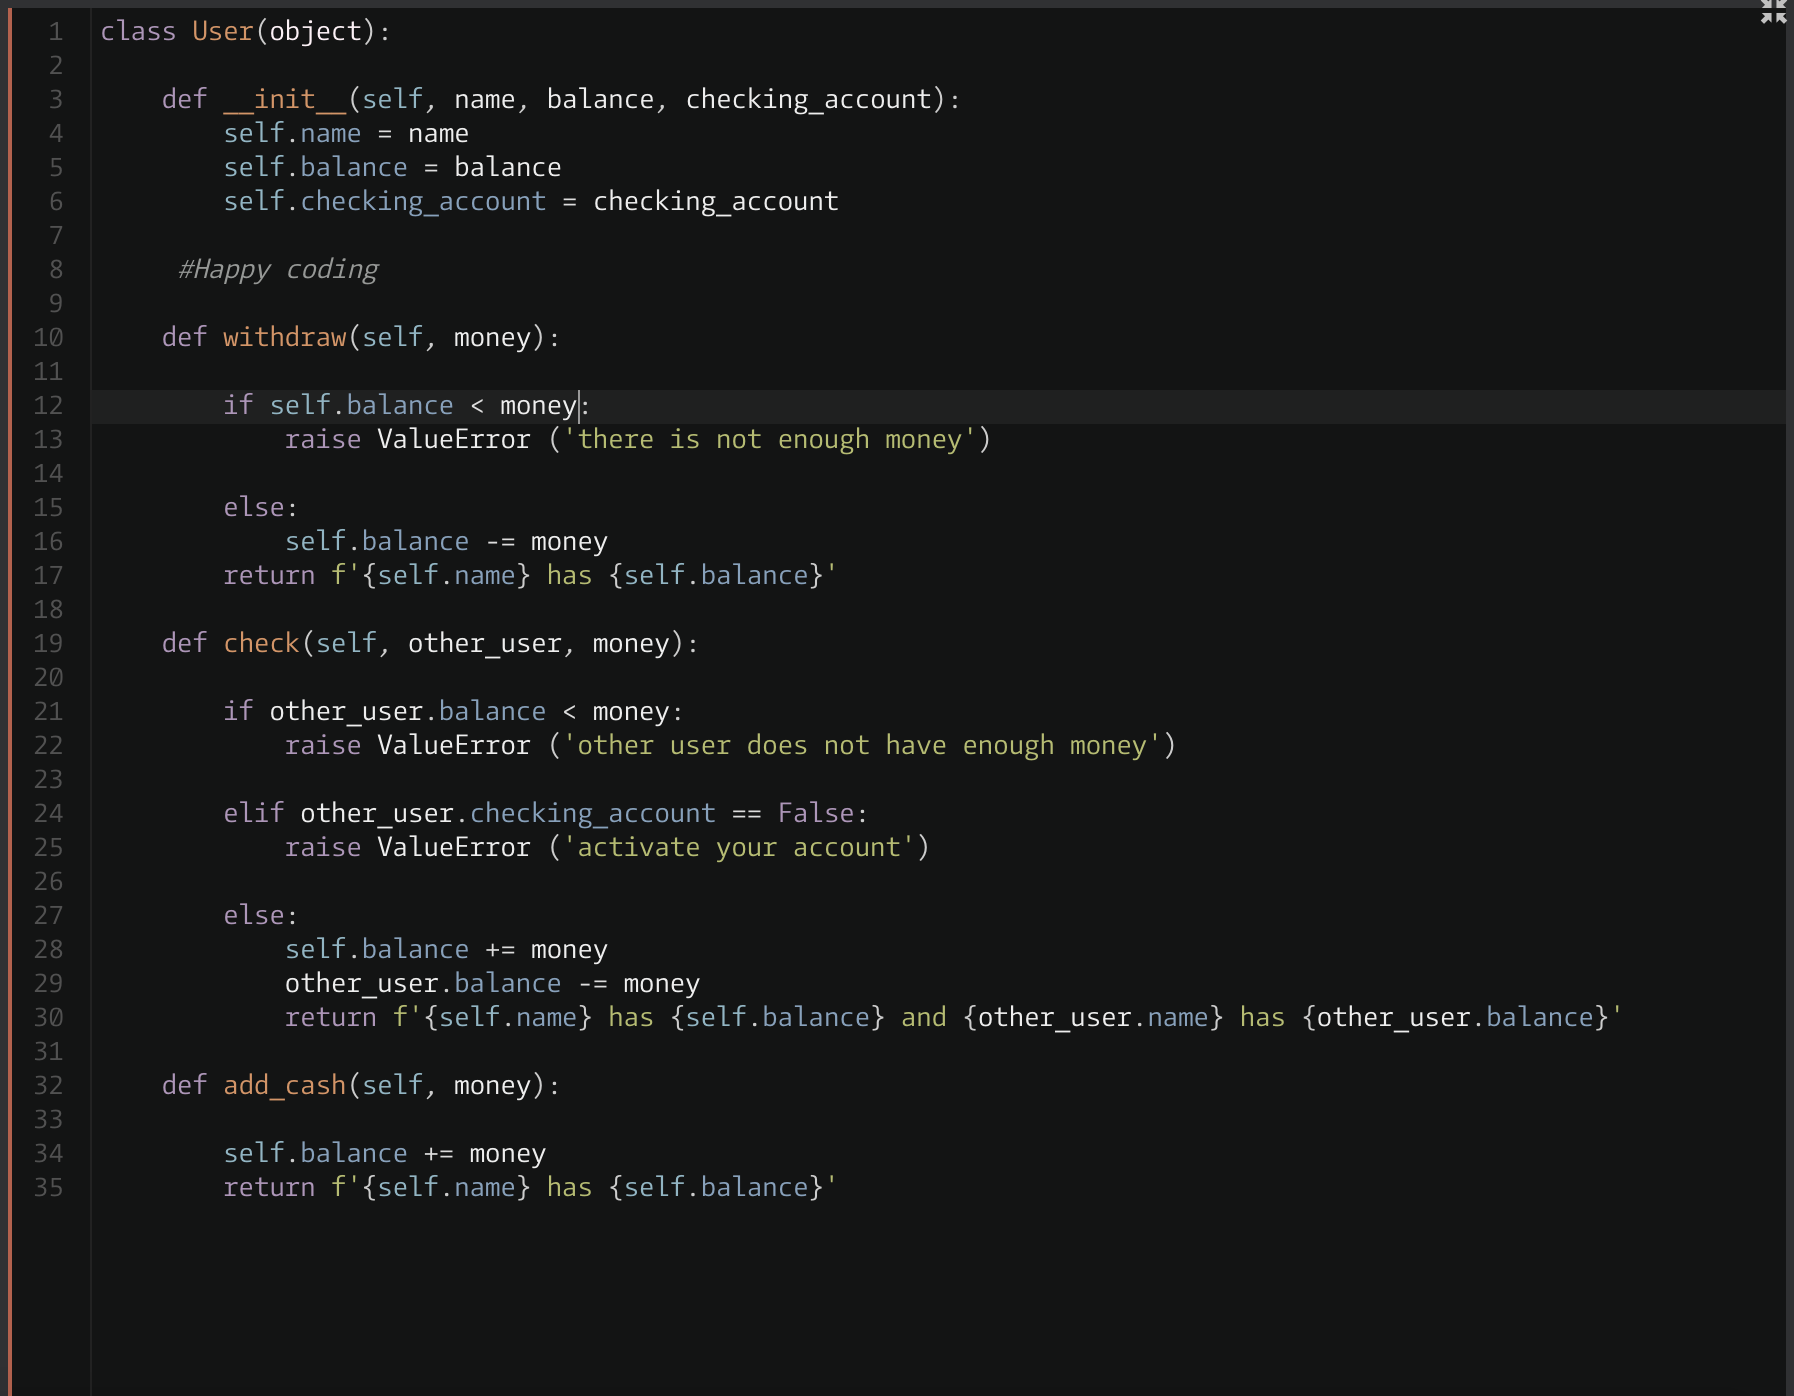 1 class User(object):
2
3     def __init__(self, name, balance, checking_account):
4         self.name = name
5         self.balance = balance
6         self.checking_account = checking_account
7
8      #Happy coding
9
10     def withdraw(self, money):
11
12         if self.balance < money:
13             raise ValueError ('there is not enough money')
14
15         else:
16             self.balance -= money
17         return f'{self.name} has {self.balance}'
18
19     def check(self, other_user, money):
20
21         if other_user.balance < money:
22             raise ValueError ('other user does not have enough money')
23
24         elif other_user.checking_account == False:
25             raise ValueError ('activate your account')
26
27         else:
28             self.balance += money
29             other_user.balance -= money
30             return f'{self.name} has {self.balance} and {other_user.name} has {other_user.balance}'
31
32     def add_cash(self, money):
33
34         self.balance += money
35         return f'{self.name} has {self.balance}'